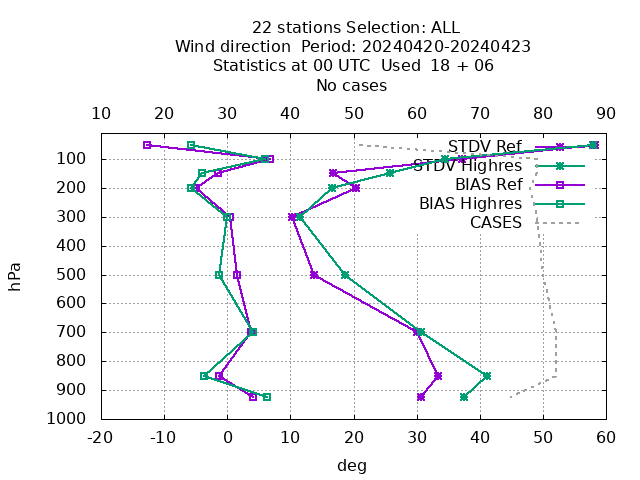 22 stations Selection: ALL
Wind direction  Period: 20240420-20240423
Statistics at 00 UTC  Used  18 + 06
No cases
10 20 30 40 50 60 70 80 90
STDV Ref
STDV Highres
BIAS Ref
BIAS Highres
CASES
100
200
300
400
500
600
700
800
900
1000
hPa
-20 -10 0 10 20 30 40 50 60
deg